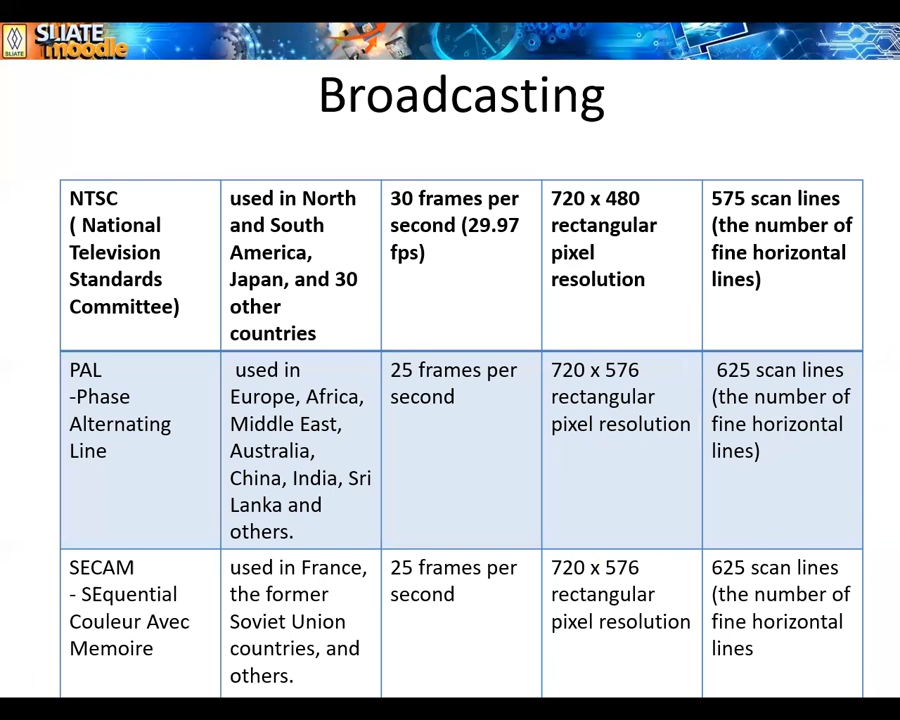 SLIATE
SLIATE
moodle
Broadcasting
NTSC
( National
Television
Standards
Committee)
used in North
and South
America,
Japan, and 30
other
countries
30 frames per
second (29.97
fps)
720 x 480
rectangular
pixel
resolution
575 scan lines
(the number of
fine horizontal
lines)
PAL
-Phase
Alternating
Line
used in
Europe, Africa,
Middle East,
Australia,
China, India, Sri
Lanka and
others.
25 frames per
second
720 x 576
rectangular
pixel resolution
625 scan lines
(the number of
fine horizontal
lines)
SECAM
- SEquential
Couleur Avec
Memoire
used in France,
the former
Soviet Union
countries, and
others.
25 frames per
second
720 x 576
rectangular
pixel resolution
625 scan lines
(the number of
fine horizontal
lines